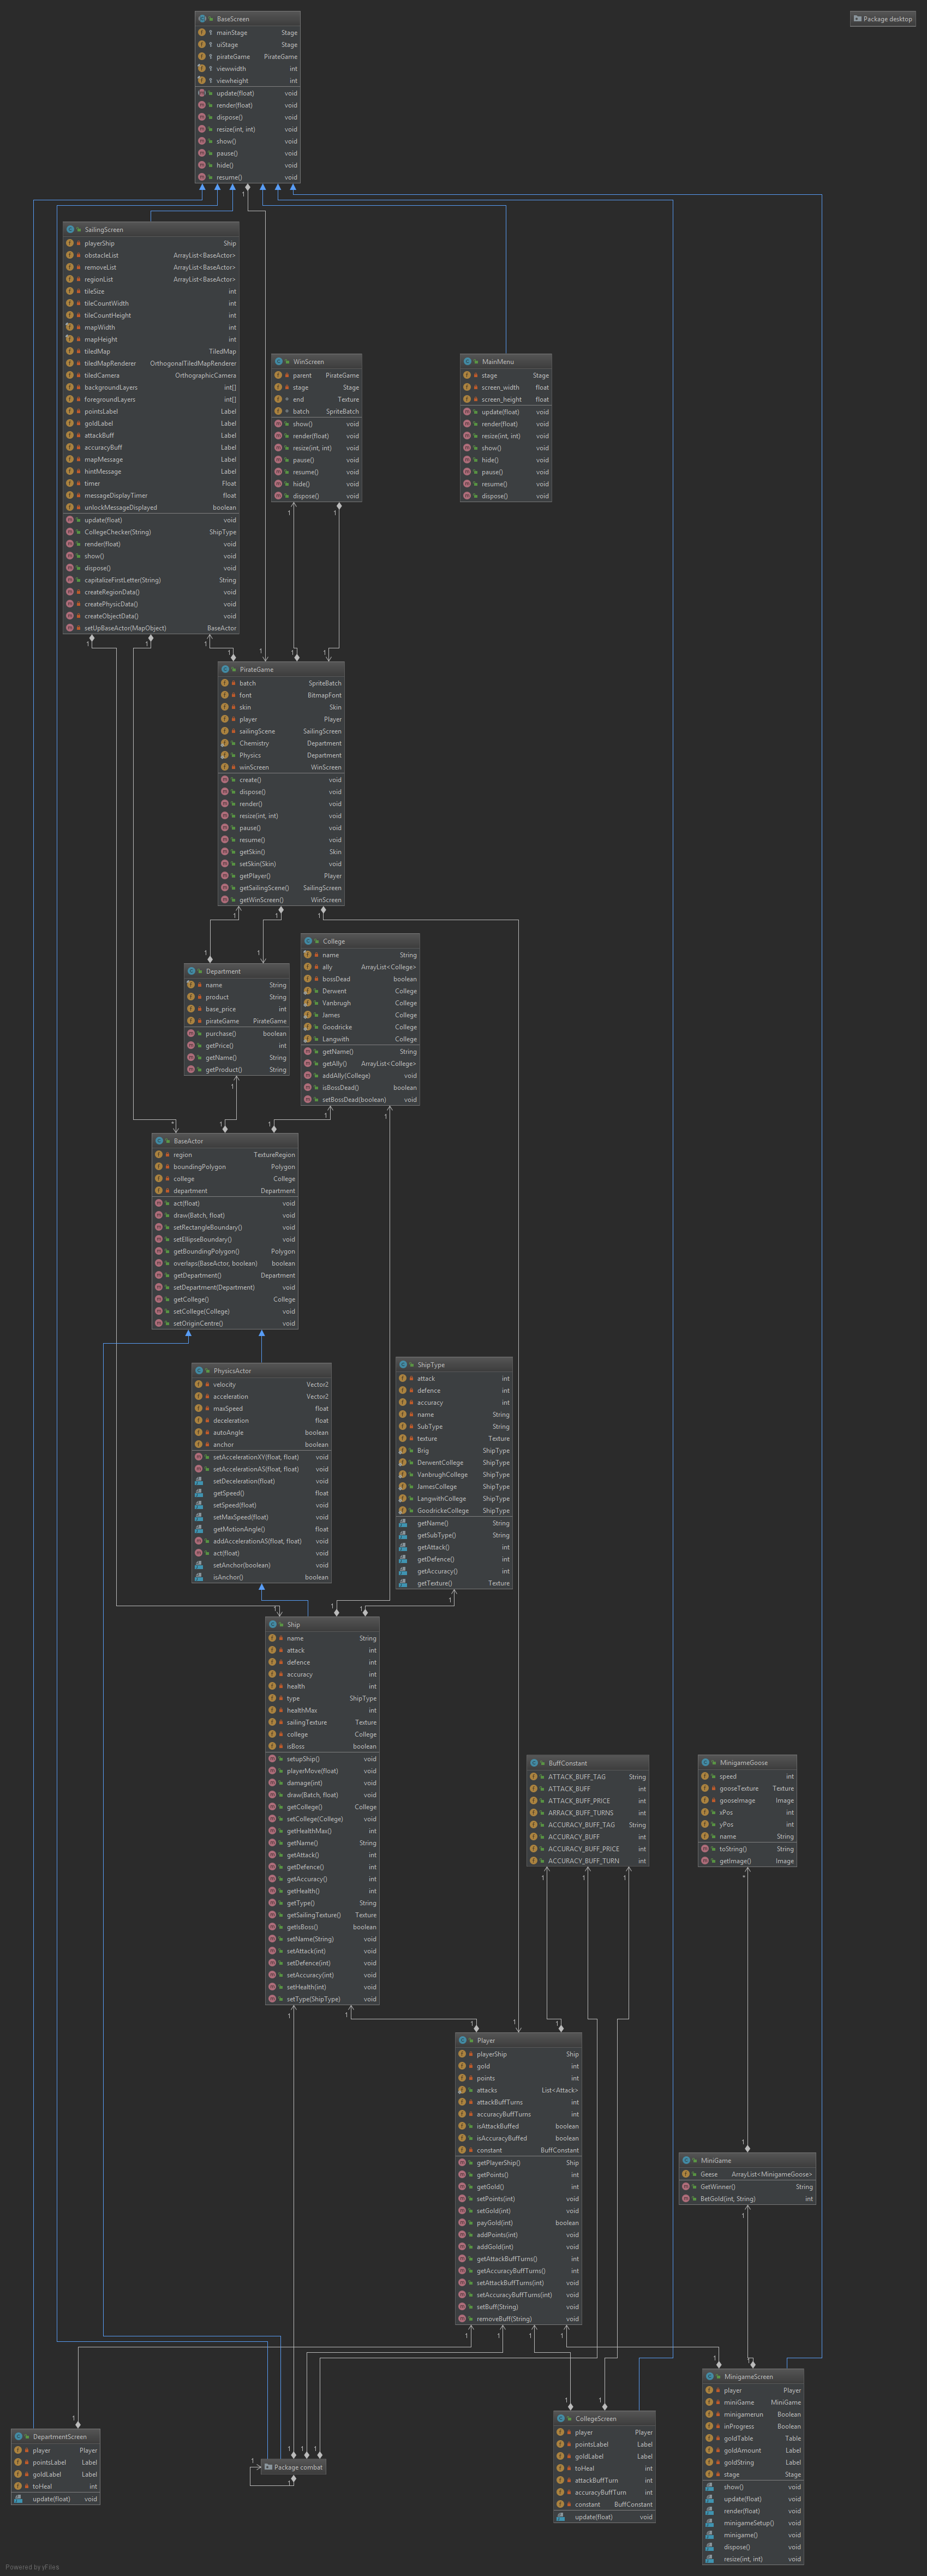 BaseScreen
mainStage Stage
uiStage Stage
pirateGame PirateGame
viewwidth int
viewheight int
update(float) void
render(float) void
dispose() void
resize(int, int) void
show() void
pause() void
hide() void
resume() void
Package desktop
SailingScreen
playerShip Ship
obstacleList ArrayList<BaseActor>
removeList ArrayList<BaseActor>
regionList ArrayList<BaseActor>
tileSize int
tileCountWidth int
tileCountHeight int
mapWidth int
mapHeight int
tiledMap TiledMap
tiledMapRenderer OrthogonalTiledMapRenderer
tiledCamera OrthographicCamera
backgroundLayers int[]
foregroundLayers int[]
pointsLabel Label
goldLabel Label
attackBuff Label
accuracyBuff Label
mapMessage Label
hintMessage Label
timer Float
messageDisplayTimer float
unlockMessageDisplayed boolean
update(float) void
CollegeChecker(String) ShipType
render(float) void
show() void
dispose() void
capitalizeFirstLetter(String) String
createRegionData() void
createPhysicData() void
createObjectData() void
setUpBaseActor(MapObject) BaseActor
WinScreen
parent PirateGame
stage Stage
end Texture
batch SpriteBatch
show() void
render(float) void
resize(int, int) void
pause() void
resume() void
hide() void
dispose() void
MainMenu
stage Stage
screen_width float
screen_height float
update(float) void
render(float) void
resize(int, int) void
show() void
hide() void
pause() void
resume() void
dispose() void
PirateGame
batch SpriteBatch
font BitmapFont
skin Skin
player Player
sailingScene SailingScreen
Chemistry Department
Physics Department
winScreen WinScreen
create() void
dispose() void
render() void
resize(int, int) void
pause() void
resume() void
getSkin() Skin
setSkin(Skin) void
getPlayer() Player
getSailingScene() SailingScreen
getWinScreen() WinScreen
Department
name String
product String
base_price int
pirateGame PirateGame
purchase() boolean
getPrice() int
getName() String
getProduct() String
College
name String
ally ArrayList<College>
bossDead boolean
Derwent College
Vanbrugh College
James College
Goodricke College
Langwith College
getName() String
getAlly() ArrayList<College>
addAlly(College) void
isBossDead() boolean
setBossDead(boolean) void
BaseActor
region TextureRegion
boundingPolygon Polygon
college College
department Department
act(float) void
draw(Batch, float) void
setRectangleBoundary() void
setEllipseBoundary() void
getBoundingPolygon() Polygon
overlaps(BaseActor, boolean) boolean
getDepartment() Department
setDepartment(Department) void
getCollege() College
setCollege(College) void
setOriginCentre() void
PhysicsActor
velocity Vector2
acceleration Vector2
maxSpeed float
deceleration float
autoAngle boolean
anchor boolean
setAccelerationXY(float, float) void
setAccelerationAS(float, float) void
setDeceleration(float) void
getSpeed() float
setSpeed(float) void
setMaxSpeed(float) void
getMotionAngle() float
addAccelerationAS(float, float) void
act(float) void
setAnchor(boolean) void
isAnchor() boolean
ShipType
attack int
defence int
accuracy int
name String
SubType String
texture Texture
Brig ShipType
DerwentCollege ShipType
VanbrughCollege ShipType
JamesCollege ShipType
LangwithCollege ShipType
GoodrickeCollege ShipType
getName() String
getSubType() String
getAttack() int
getDefence() int
getAccuracy() int
getTexture() Texture
Ship
name String
attack int
defence int
accuracy int
health int
type ShipType
healthMax int
sailingTexture Texture
college College
isBoss boolean
setupShip() void
playerMove(float) void
damage(int) void
draw(Batch, float) void
getCollege() College
setCollege(College) void
getHealthMax() int
getName() String
getAttack() int
getDefence() int
getAccuracy() int
getHealth() int
getType() String
getSailingTexture() Texture
getIsBoss() boolean
setName(String) void
setAttack(int) void
setDefence(int) void
setAccuracy(int) void
setHealth(int) void
setType(ShipType) void
BuffConstant
ATTACK_BUFF_TAG String
ATTACK_BUFF int
ATTACK_BUFF_PRICE int
ARRACK_BUFF_TURNS int
ACCURACY_BUFF_TAG String
ACCURACY_BUFF int
ACCURACY_BUFF_PRICE int
ACCURACY_BUFF_TURN int
MinigameGoose
speed int
gooseTexture Texture
gooseImage Image
xPos int
yPos int
name String
toString() String
getImage() Image
Player
playerShip Ship
gold int
points int
attacks List<Attack>
attackBuffTurns int
accuracyBuffTurns int
isAttackBuffed boolean
isAccuracyBuffed boolean
constant BuffConstant
getPlayerShip() Ship
getPoints() int
getGold() int
setPoints(int) void
setGold(int) void
payGold(int) boolean
addPoints(int) void
addGold(int) void
getAttackBuffTurns() int
getAccuracyBuffTurns() int
setAttackBuffTurns(int) void
setAccuracyBuffTurns(int) void
setBuff(String) void
removeBuff(String) void
MiniGame
Geese ArrayList<MinigameGoose>
GetWinner() String
BetGold(int, String) int
DepartmentScreen
player Player
pointsLabel Label
goldLabel Label
toHeal int
update(float) void
Package combat
CollegeScreen
player Player
pointsLabel Label
goldLabel Label
toHeal int
attackBuffTurn int
accuracyBuffTurn int
constant BuffConstant
update(float) void
MinigameScreen
player Player
miniGame MiniGame
minigamerun Boolean
inProgress Boolean
goldTable Table
goldAmount Label
goldString Label
stage Stage
show() void
update(float) void
render(float) void
minigameSetup() void
minigame() void
dispose() void
resize(int, int) void
Powered by yFiles